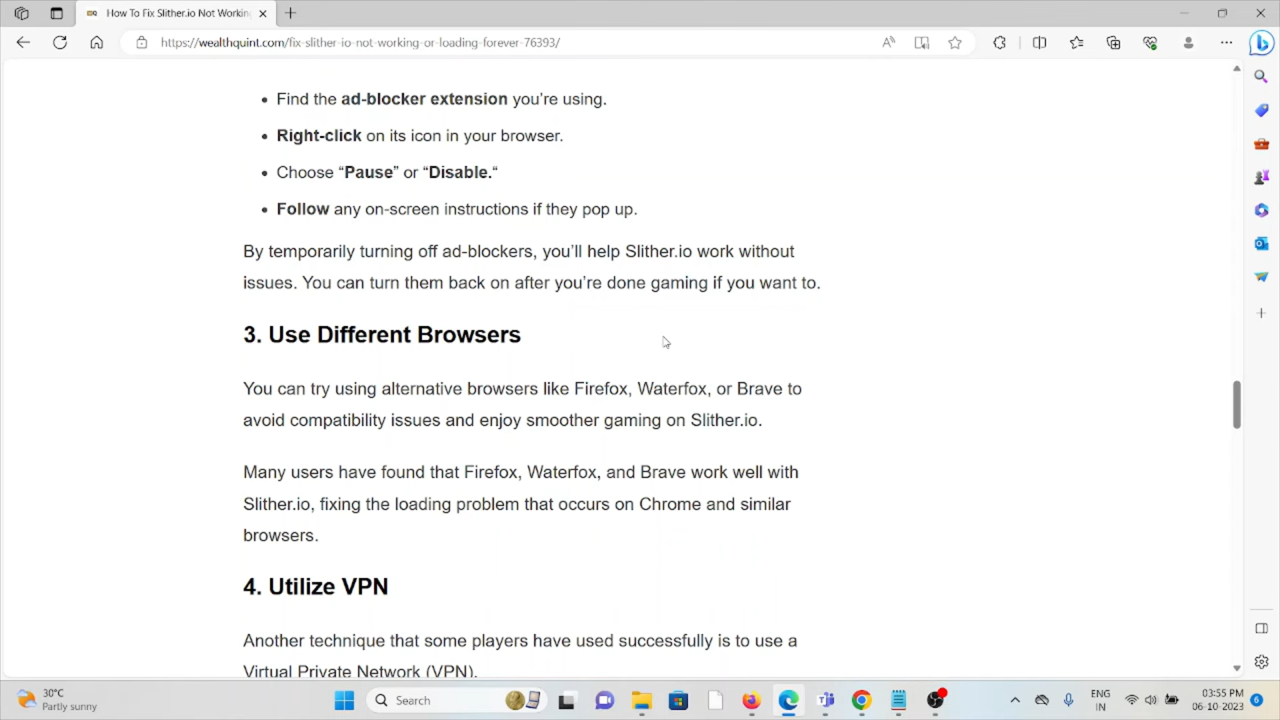 How To Fix Slither.io Not Working
https://wealthquint.com/fix-slither-io-not-working-or-loading-forever-76393/
• Find the ad-blocker extension you’re using.
• Right-click on its icon in your browser.
• Choose “Pause” or “Disable.“
• Follow any on-screen instructions if they pop up.
By temporarily turning off ad-blockers, you’ll help Slither.io work without
issues. You can turn them back on after you’re done gaming if you want to.
3. Use Different Browsers
You can try using alternative browsers like Firefox, Waterfox, or Brave to
avoid compatibility issues and enjoy smoother gaming on Slither.io.
Many users have found that Firefox, Waterfox, and Brave work well with
Slither.io, fixing the loading problem that occurs on Chrome and similar
browsers.
4. Utilize VPN
Another technique that some players have used successfully is to use a
Virtual Private Network (VPN).
30°C
Partly sunny
Search
ENG
IN
03:55 PM
06-10-2023
6